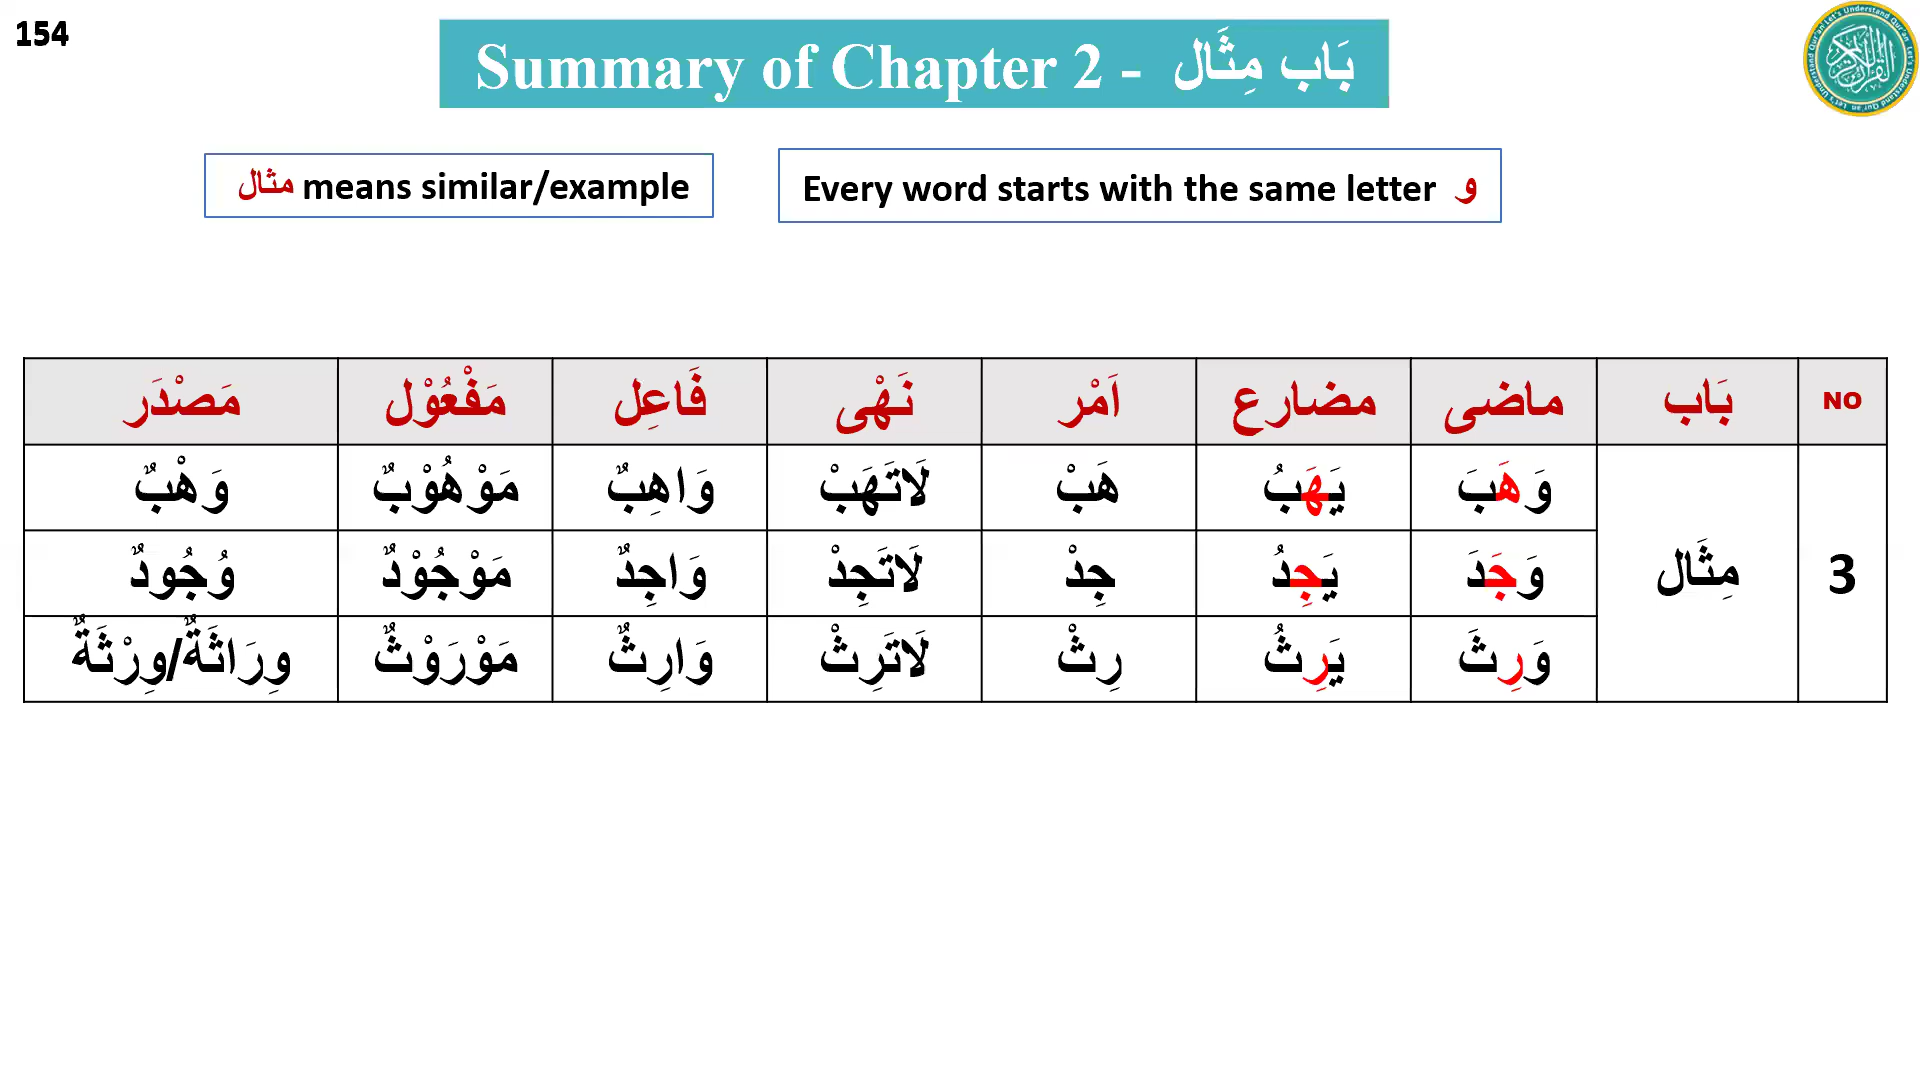 154
Summary of Chapter 2 - بَاب مِثَال
مثال means similar/example
Every word starts with the same letter و
NO بَاب ماضى مضارع اَمْر نَهْى فَاعِل مَفْعُوْل مَصْدَر
وَهَبَ يَهَبُ هَبْ لَاتَهَبْ وَاهِبٌ مَوْهُوْبٌ وَهْبٌ
3 مِثَال وَجَدَ يَجِدُ جِدْ لَاتَجِدْ وَاجِدٌ مَوْجُوْدٌ وُجُودٌ
وَرِثَ يَرِثُ رِثْ لَاتَرِثْ وَارِثٌ مَوْرَوْثٌ وِرَاثَةٌ/وِرْثَةٌ